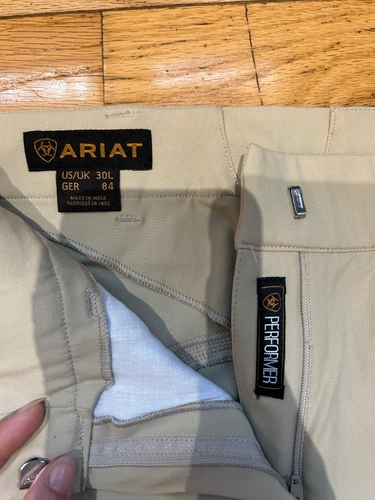 ARIAT
US/UK 30L
GER 84
MADE IN INDIA
FABRIQUÉ EN INDE
PERFORMER